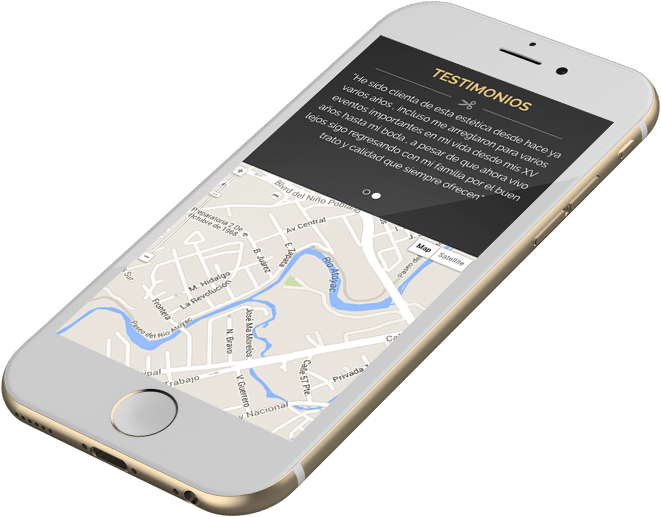 TESTIMONIOS
"He sido clienta de esta estética desde hace ya
varios años , incluso me arreglaron para varios
eventos importantes en mi vida desde mis XV
años hasta mi boda , a pesar de que ahora vivo
lejos sigo regresando con mi familia por el buen
trato y calidad que siempre ofrecen"
Blvrd del Niño Poblano
Preparatoria 2 De
Octubre de 1968
Av Central
Map
Satellite
E. Zapata
B. Juárez
Río Atoyac
M. Hidalgo
La Revolución
Sur
Frontera
Paseo del Río Atoyac
José Ma Morelos
N. Bravo
Calle 57 Pte.
Privada
Trabajo
V. Guerrero
y Nacional